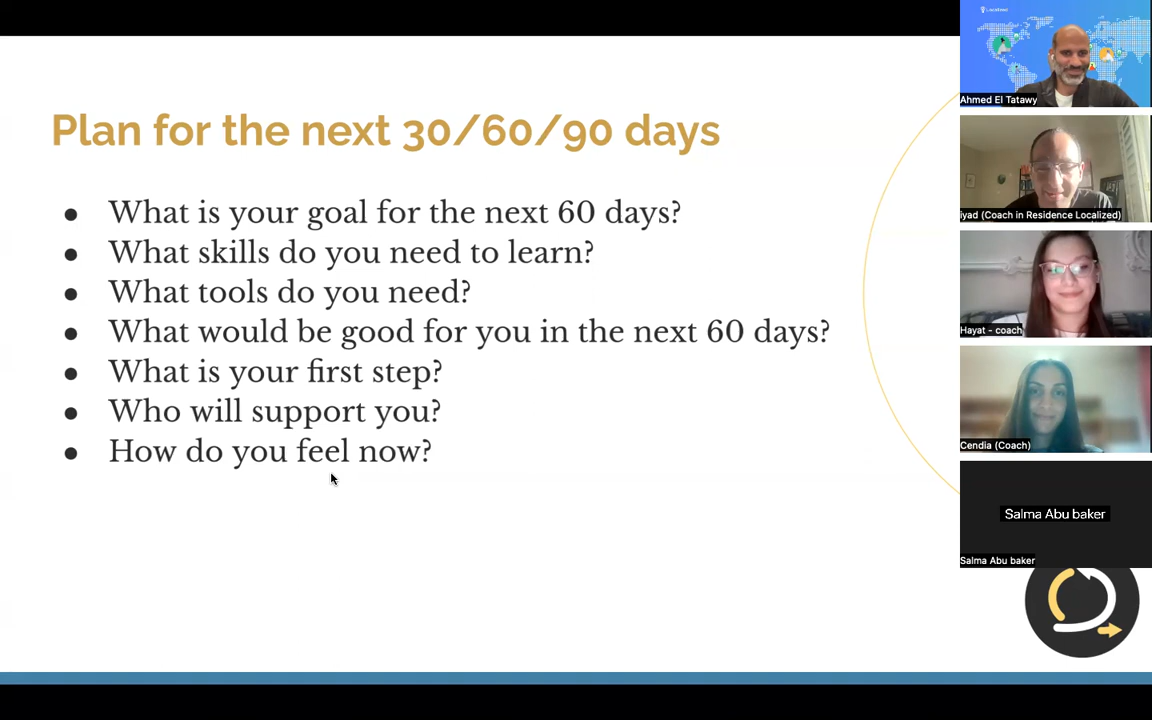 Plan for the next 30/60/90 days
● What is your goal for the next 60 days?
● What skills do you need to learn?
● What tools do you need?
● What would be good for you in the next 60 days?
● What is your first step?
● Who will support you?
● How do you feel now?
Localized
Ahmed El Tatawy
iyad (Coach in Residence Localized)
Hayat - coach
Cendia (Coach)
Salma Abu baker
Salma Abu baker